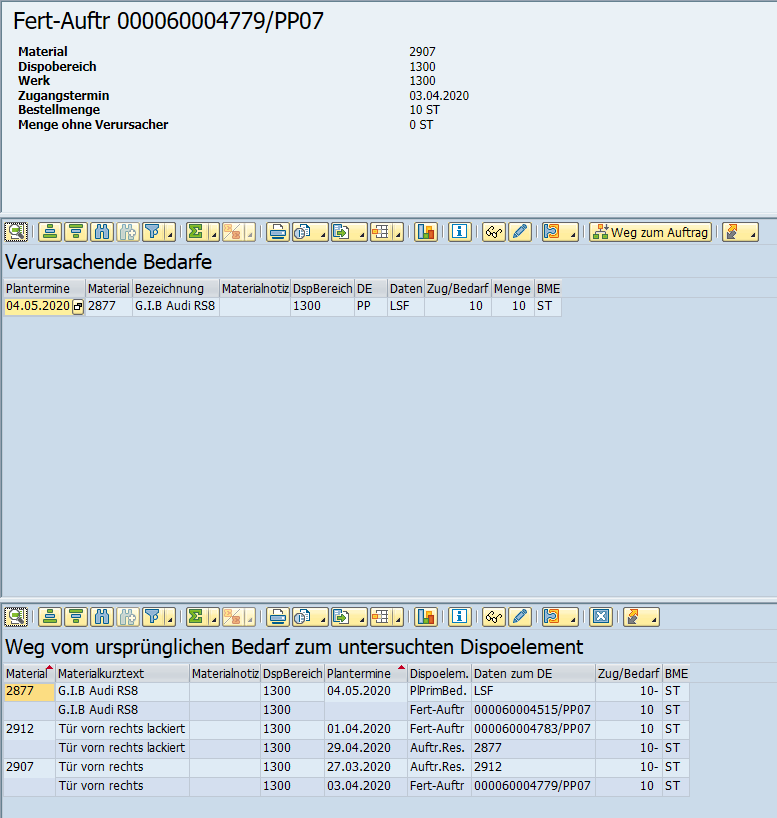 Fert-Auftr 000060004779/PP07
Material 2907
Dispobereich 1300
Werk 1300
Zugangstermin 03.04.2020
Bestellmenge 10 ST
Menge ohne Verursacher 0 ST
Weg zum Auftrag
Verursachende Bedarfe
Plantermine Material Bezeichnung Materialnotiz DspBereich DE Daten Zug/Bedarf Menge BME
04.05.2020 2877 G.I.B Audi RS8 1300 PP LSF 10 10 ST
Weg vom ursprünglichen Bedarf zum untersuchten Dispoelement
Material Materialkurztext Materialnotiz DspBereich Plantermine Dispoelem. Daten zum DE Zug/Bedarf BME
2877 G.I.B Audi RS8 1300 04.05.2020 PlPrimBed. LSF 10- ST
G.I.B Audi RS8 1300 Fert-Auftr 000060004515/PP07 10 ST
2912 Tür vorn rechts lackiert 1300 01.04.2020 Fert-Auftr 000060004783/PP07 10 ST
Tür vorn rechts lackiert 1300 29.04.2020 Auftr.Res. 2877 10- ST
2907 Tür vorn rechts 1300 27.03.2020 Auftr.Res. 2912 10- ST
Tür vorn rechts 1300 03.04.2020 Fert-Auftr 000060004779/PP07 10 ST